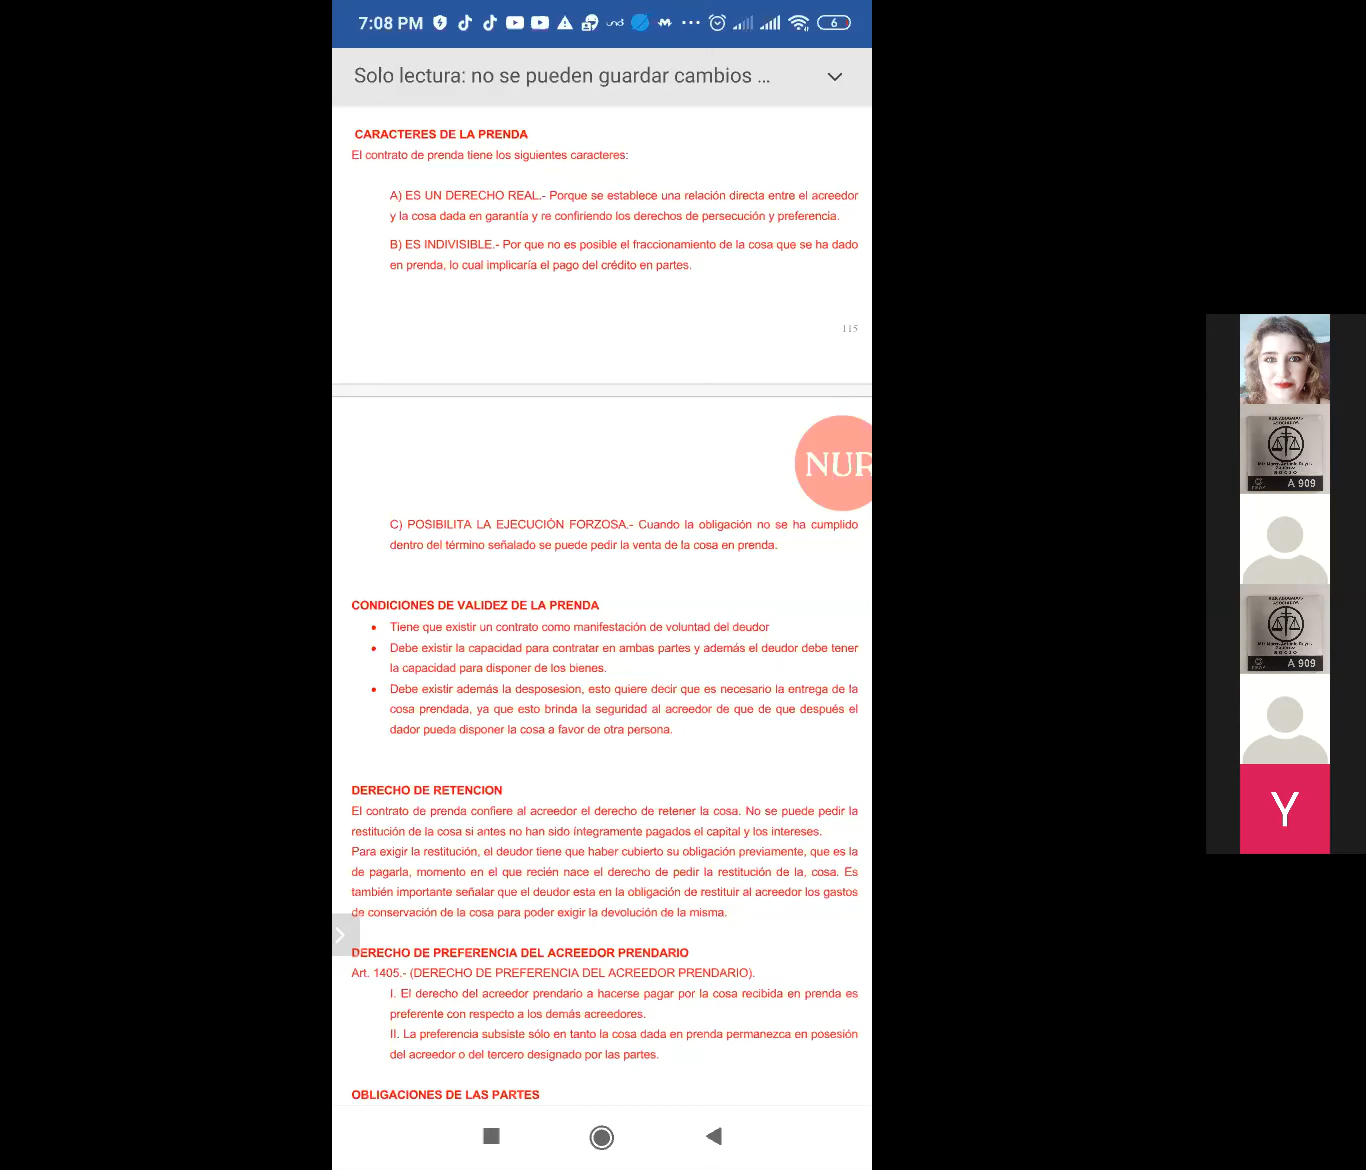 7:08 PM
6
Solo lectura: no se pueden guardar cambios ...
CARACTERES DE LA PRENDA
El contrato de prenda tiene los siguientes caracteres:
A) ES UN DERECHO REAL.- Porque se establece una relación directa entre el acreedor
y la cosa dada en garantía y re confiriendo los derechos de persecución y preferencia.
B) ES INDIVISIBLE.- Por que no es posible el fraccionamiento de la cosa que se ha dado
en prenda, lo cual implicaría el pago del crédito en partes.
115
NUR
C) POSIBILITA LA EJECUCIÓN FORZOSA.- Cuando la obligación no se ha cumplido
dentro del término señalado se puede pedir la venta de la cosa en prenda.
CONDICIONES DE VALIDEZ DE LA PRENDA
• Tiene que existir un contrato como manifestación de voluntad del deudor
• Debe existir la capacidad para contratar en ambas partes y además el deudor debe tener
la capacidad para disponer de los bienes.
• Debe existir además la desposesion, esto quiere decir que es necesario la entrega de la
cosa prendada, ya que esto brinda la seguridad al acreedor de que de que después el
dador pueda disponer la cosa a favor de otra persona.
DERECHO DE RETENCION
El contrato de prenda confiere al acreedor el derecho de retener la cosa. No se puede pedir la
restitución de la cosa si antes no han sido íntegramente pagados el capital y los intereses.
Para exigir la restitución, el deudor tiene que haber cubierto su obligación previamente, que es la
de pagarla, momento en el que recién nace el derecho de pedir la restitución de la, cosa. Es
también importante señalar que el deudor esta en la obligación de restituir al acreedor los gastos
de conservación de la cosa para poder exigir la devolución de la misma.
DERECHO DE PREFERENCIA DEL ACREEDOR PRENDARIO
Art. 1405.- (DERECHO DE PREFERENCIA DEL ACREEDOR PRENDARIO).
I. El derecho del acreedor prendario a hacerse pagar por la cosa recibida en prenda es
preferente con respecto a los demás acreedores.
II. La preferencia subsiste sólo en tanto la cosa dada en prenda permanezca en posesión
del acreedor o del tercero designado por las partes.
OBLIGACIONES DE LAS PARTES
ASOCIADOS
SOCIO
A 909
ASOCIADOS
SOCIO
A 909
Y